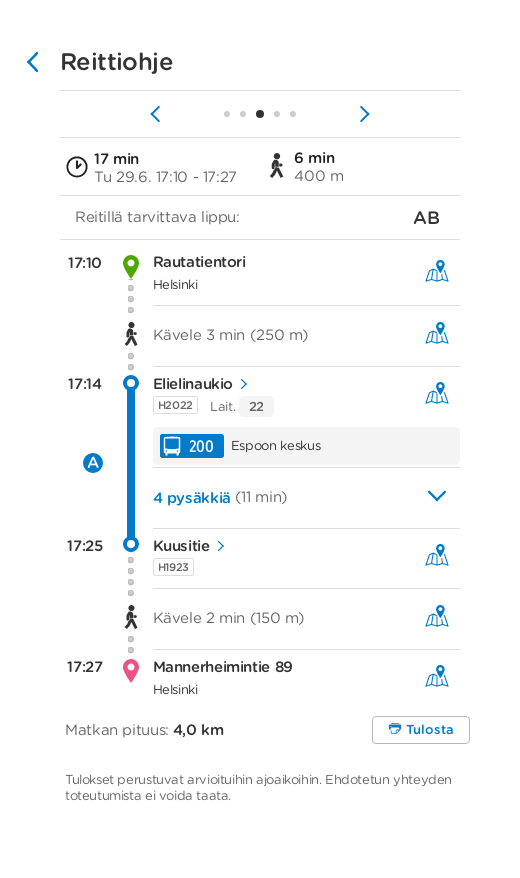 Reittiohje
17 min
Tu 29.6. 17:10 - 17:27
6 min
400 m
Reitillä tarvittava lippu:
AB
17:10
Rautatientori
Helsinki
Kävele 3 min (250 m)
17:14
Elielinaukio
H2022 Lait. 22
A
200 Espoon keskus
4 pysäkkiä (11 min)
17:25
Kuusitie
H1923
Kävele 2 min (150 m)
17:27
Mannerheimintie 89
Helsinki
Matkan pituus: 4,0 km
Tulosta
Tulokset perustuvat arvioituihin ajoaikoihin. Ehdotetun yhteyden
toteutumista ei voida taata.